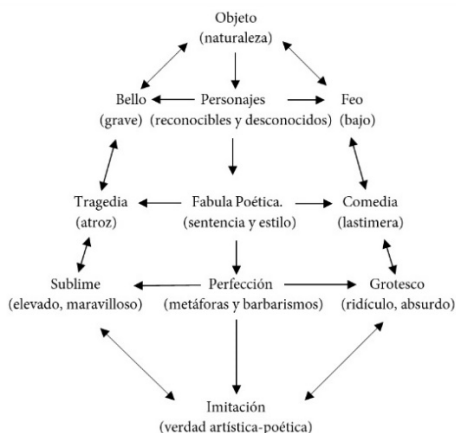 Objeto
(naturaleza)
Bello Personajes Feo
(grave) (reconocibles y desconocidos) (bajo)
Tragedia Fabula Poética. Comedia
(atroz) (sentencia y estilo) (lastimera)
Sublime Perfección Grotesco
(elevado, maravilloso) (metáforas y barbarismos) (ridículo, absurdo)
Imitación
(verdad artística-poética)